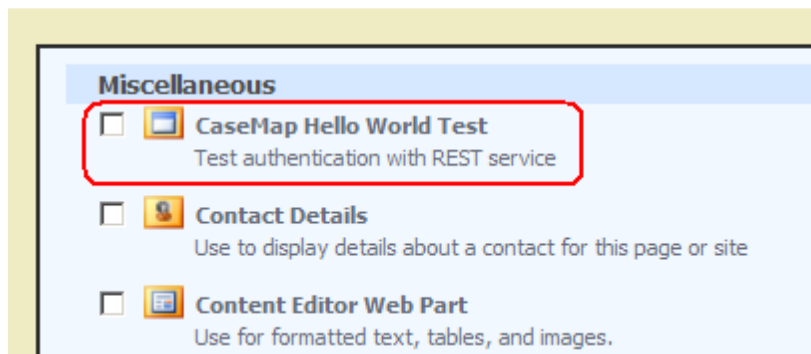 Miscellaneous
CaseMap Hello World Test
Test authentication with REST service
Contact Details
Use to display details about a contact for this page or site
Content Editor Web Part
Use for formatted text, tables, and images.